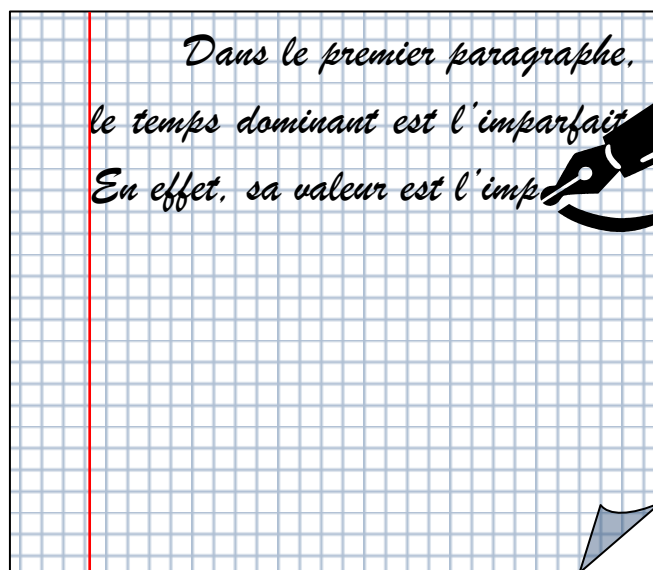 Dans le premier paragraphe,
le temps dominant est l'imparfait
En effet, sa valeur est l'imp